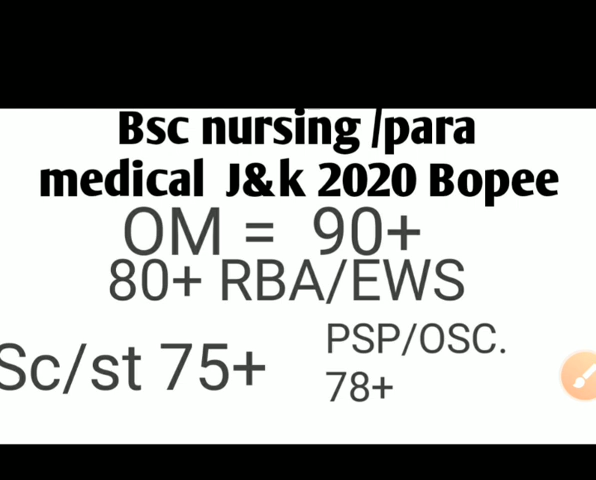 Bsc nursing /para
medical J&k 2020 Bopee
OM = 90+
80+ RBA/EWS
Sc/st 75+
PSP/OSC.
78+